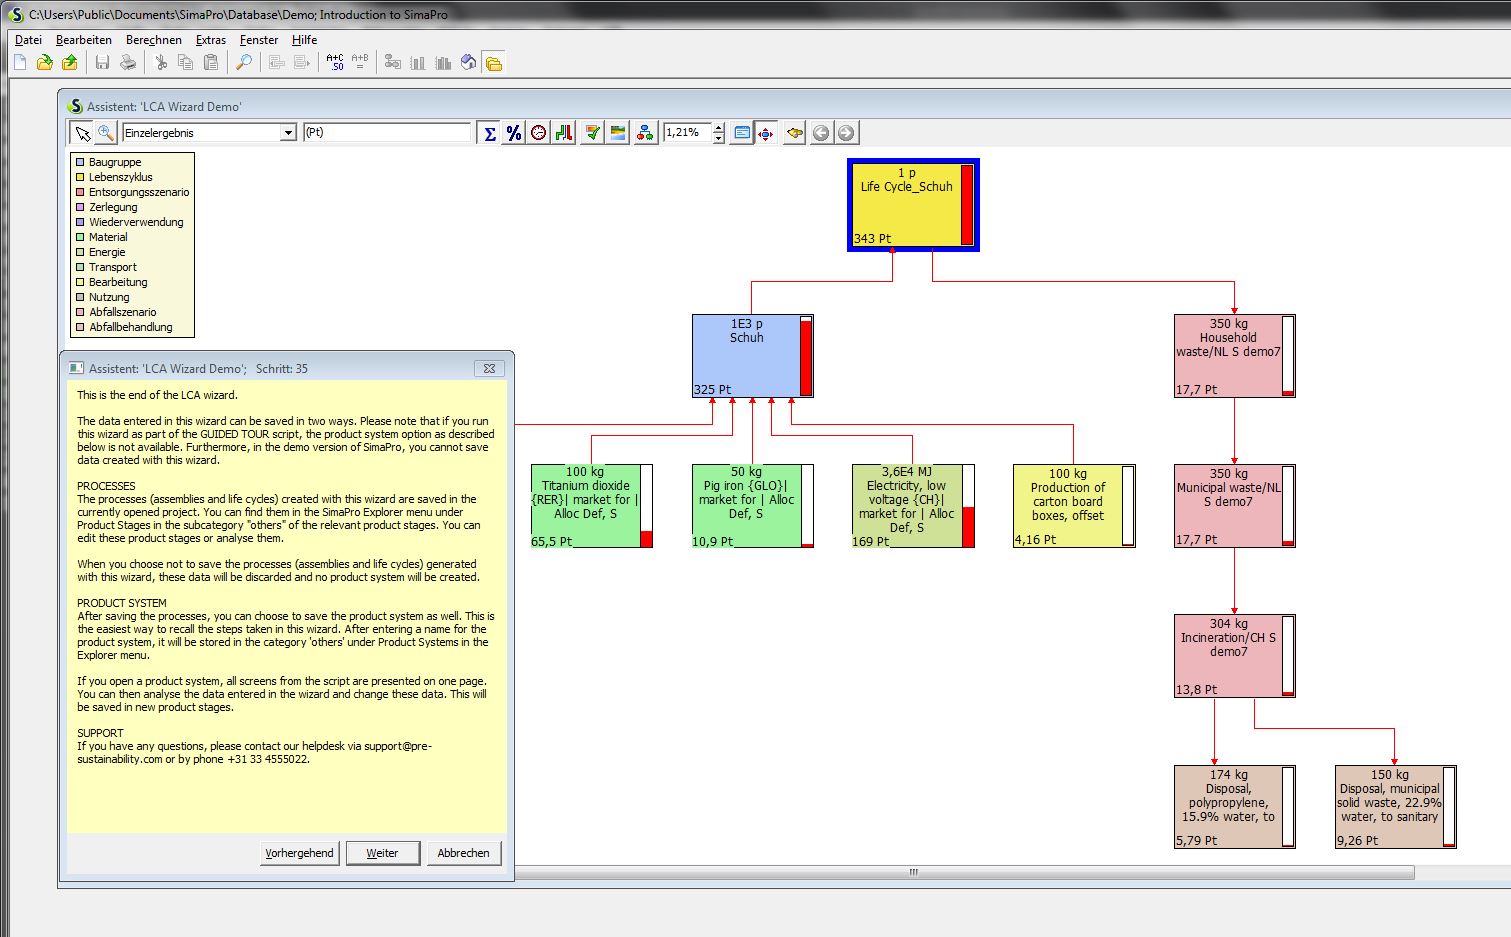 C:\Users\Public\Documents\SimaPro\Database\Demo; Introduction to SimaPro
Datei Bearbeiten Berechnen Extras Fenster Hilfe
A+C
.50
A+B
=
Assistent: 'LCA Wizard Demo'
Einzelergebnis
(Pt)
Σ % 1,21%
Baugruppe
Lebenszyklus
Entsorgungsszenario
Zerlegung
Wiederverwendung
Material
Energie
Transport
Bearbeitung
Nutzung
Abfallszenario
Abfallbehandlung
1 p
Life Cycle_Schuh
343 Pt
1E3 p
Schuh
325 Pt
350 kg
Household
waste/NL S demo7
17,7 Pt
100 kg
Titanium dioxide
{RER}| market for |
Alloc Def, S
65,5 Pt
50 kg
Pig iron {GLO}|
market for | Alloc
Def, S
10,9 Pt
3,6E4 MJ
Electricity, low
voltage {CH}|
market for | Alloc
Def, S
169 Pt
100 kg
Production of
carton board
boxes, offset
4,16 Pt
350 kg
Municipal waste/NL
S demo7
17,7 Pt
304 kg
Incineration/CH S
demo7
13,8 Pt
174 kg
Disposal,
polypropylene,
15.9% water, to
5,79 Pt
150 kg
Disposal, municipal
solid waste, 22.9%
water, to sanitary
9,26 Pt
Assistent: 'LCA Wizard Demo'; Schritt: 35
This is the end of the LCA wizard.
The data entered in this wizard can be saved in two ways. Please note that if you run
this wizard as part of the GUIDED TOUR script, the product system option as described
below is not available. Furthermore, in the demo version of SimaPro, you cannot save
data created with this wizard.
PROCESSES
The processes (assemblies and life cycles) created with this wizard are saved in the
currently opened project. You can find them in the SimaPro Explorer menu under
Product Stages in the subcategory "others" of the relevant product stages. You can
edit these product stages or analyse them.
When you choose not to save the processes (assemblies and life cycles) generated
with this wizard, these data will be discarded and no product system will be created.
PRODUCT SYSTEM
After saving the processes, you can choose to save the product system as well. This is
the easiest way to recall the steps taken in this wizard. After entering a name for the
product system, it will be stored in the category 'others' under Product Systems in the
Explorer menu.
If you open a product system, all screens from the script are presented on one page.
You can then analyse the data entered in the wizard and change these data. This will
be saved in new product stages.
SUPPORT
If you have any questions, please contact our helpdesk via support@pre-
sustainability.com or by phone +31 33 4555022.
Vorhergehend Weiter Abbrechen